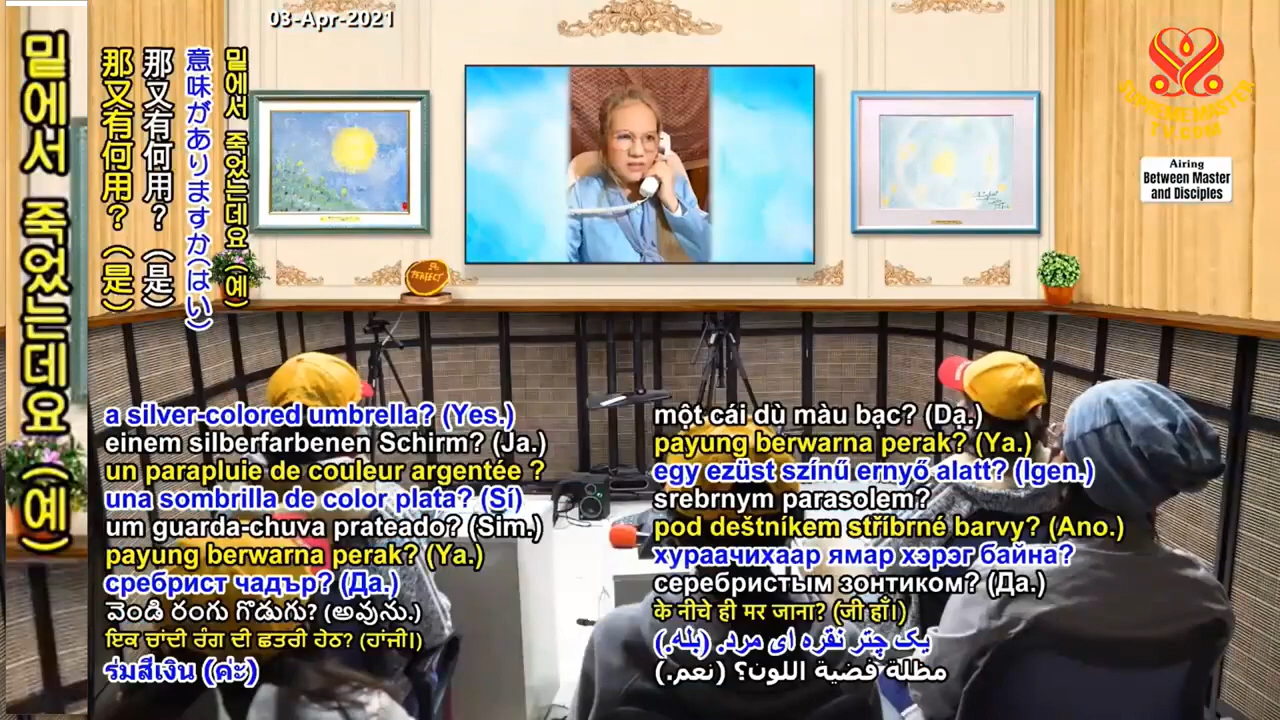 03-Apr-2021
SUPREME MASTER
TV.COM
Airing
Between Master
and Disciples
PERFECT
밑에서 죽었는데요 (예)
那又有何用？（是）
那又有何用？（是）
意味がありますか(はい)
밑에서 죽었는데요 (예)
a silver-colored umbrella? (Yes.)
einem silberfarbenen Schirm? (Ja.)
un parapluie de couleur argentée ?
una sombrilla de color plata? (Sí)
um guarda-chuva prateado? (Sim.)
payung berwarna perak? (Ya.)
сребрист чадър? (Да.)
వెండి రంగు గొడుగు? (అవును.)
ਇਕ ਚਾਂਦੀ ਰੰਗ ਦੀ ਛਤਰੀ ਹੇਠ? (ਹਾਂਜੀ।)
ร่มสีเงิน (ค่ะ)
một cái dù màu bạc? (Dạ.)
payung berwarna perak? (Ya.)
egy ezüst színű ernyő alatt? (Igen.)
srebrnym parasolem?
pod deštníkem stříbrné barvy? (Ano.)
хураачихаар ямар хэрэг байна?
серебристым зонтиком? (Да.)
के नीचे ही मर जाना? (जी हाँ।)
یک چتر نقره ای مرد. (بله.)
مظلة فضية اللون؟ (نعم.)